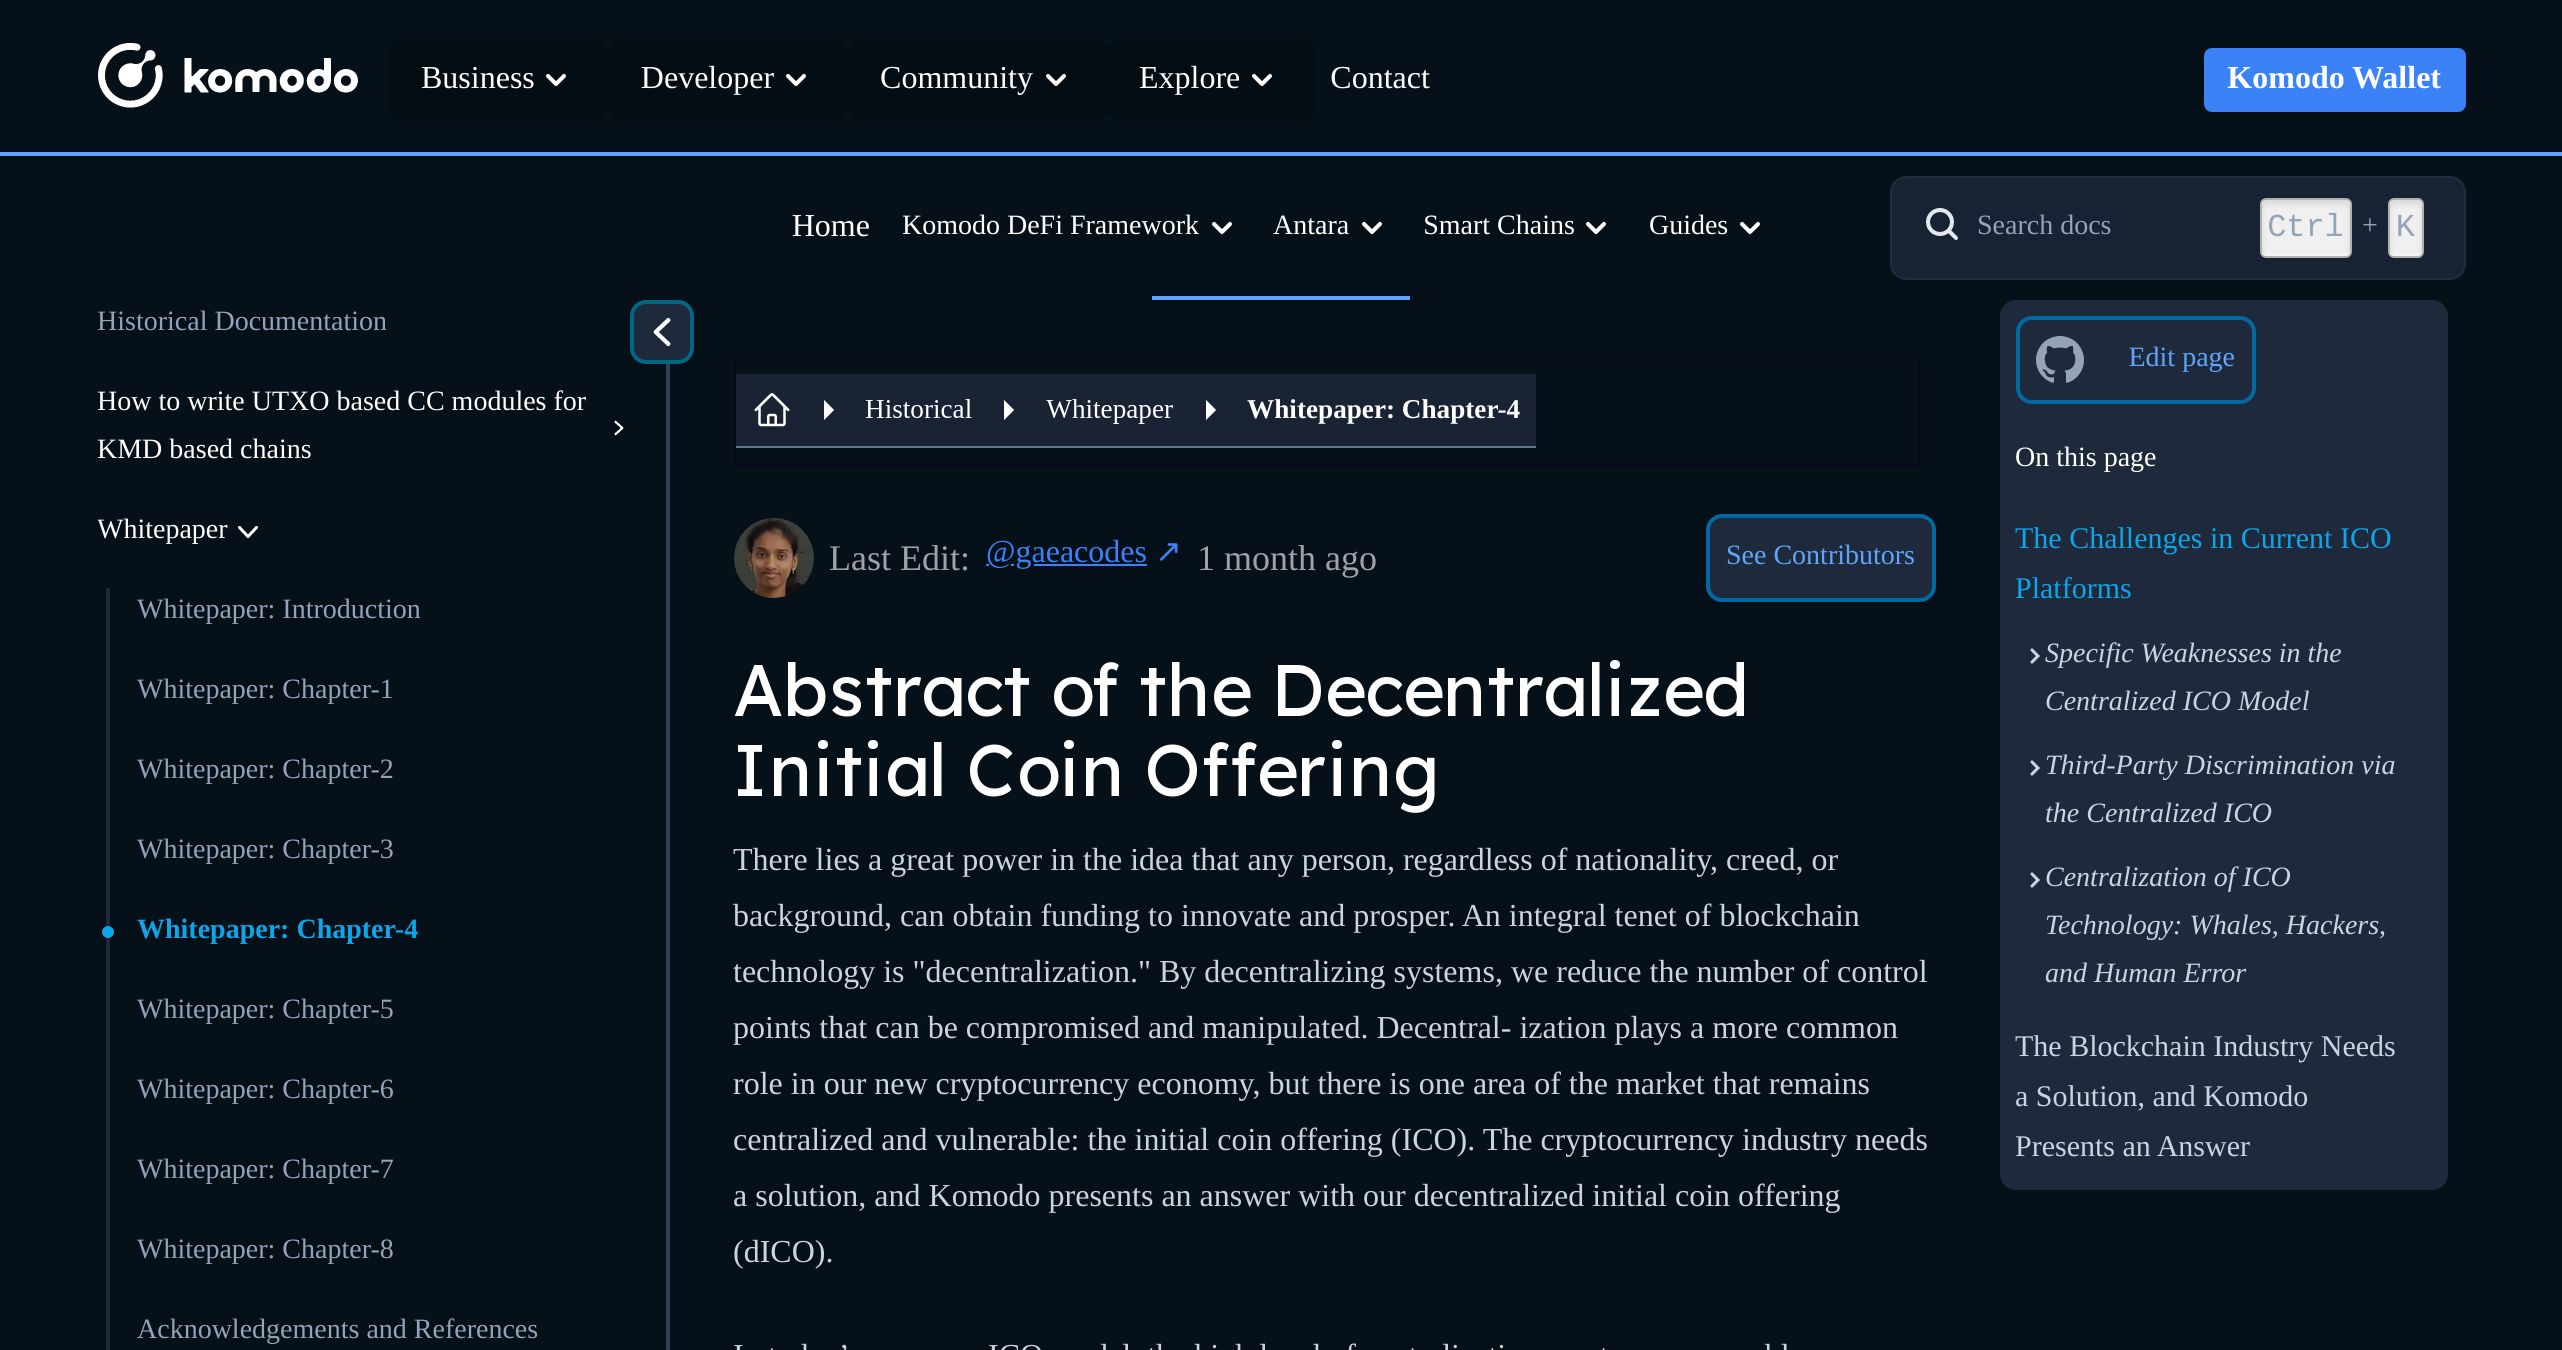 komodo
Business
Developer
Community
Explore
Contact
Komodo Wallet
Home
Komodo DeFi Framework
Antara
Smart Chains
Guides
Search docs
Ctrl + K
Historical Documentation
How to write UTXO based CC modules for
KMD based chains
Whitepaper
Whitepaper: Introduction
Whitepaper: Chapter-1
Whitepaper: Chapter-2
Whitepaper: Chapter-3
Whitepaper: Chapter-4
Whitepaper: Chapter-5
Whitepaper: Chapter-6
Whitepaper: Chapter-7
Whitepaper: Chapter-8
Acknowledgements and References
Historical
Whitepaper
Whitepaper: Chapter-4
Last Edit: @gaeacodes ↗ 1 month ago
See Contributors
Abstract of the Decentralized
Initial Coin Offering
There lies a great power in the idea that any person, regardless of nationality, creed, or
background, can obtain funding to innovate and prosper. An integral tenet of blockchain
technology is "decentralization." By decentralizing systems, we reduce the number of control
points that can be compromised and manipulated. Decentral- ization plays a more common
role in our new cryptocurrency economy, but there is one area of the market that remains
centralized and vulnerable: the initial coin offering (ICO). The cryptocurrency industry needs
a solution, and Komodo presents an answer with our decentralized initial coin offering
(dICO).
Edit page
On this page
The Challenges in Current ICO
Platforms
Specific Weaknesses in the
Centralized ICO Model
Third-Party Discrimination via
the Centralized ICO
Centralization of ICO
Technology: Whales, Hackers,
and Human Error
The Blockchain Industry Needs
a Solution, and Komodo
Presents an Answer